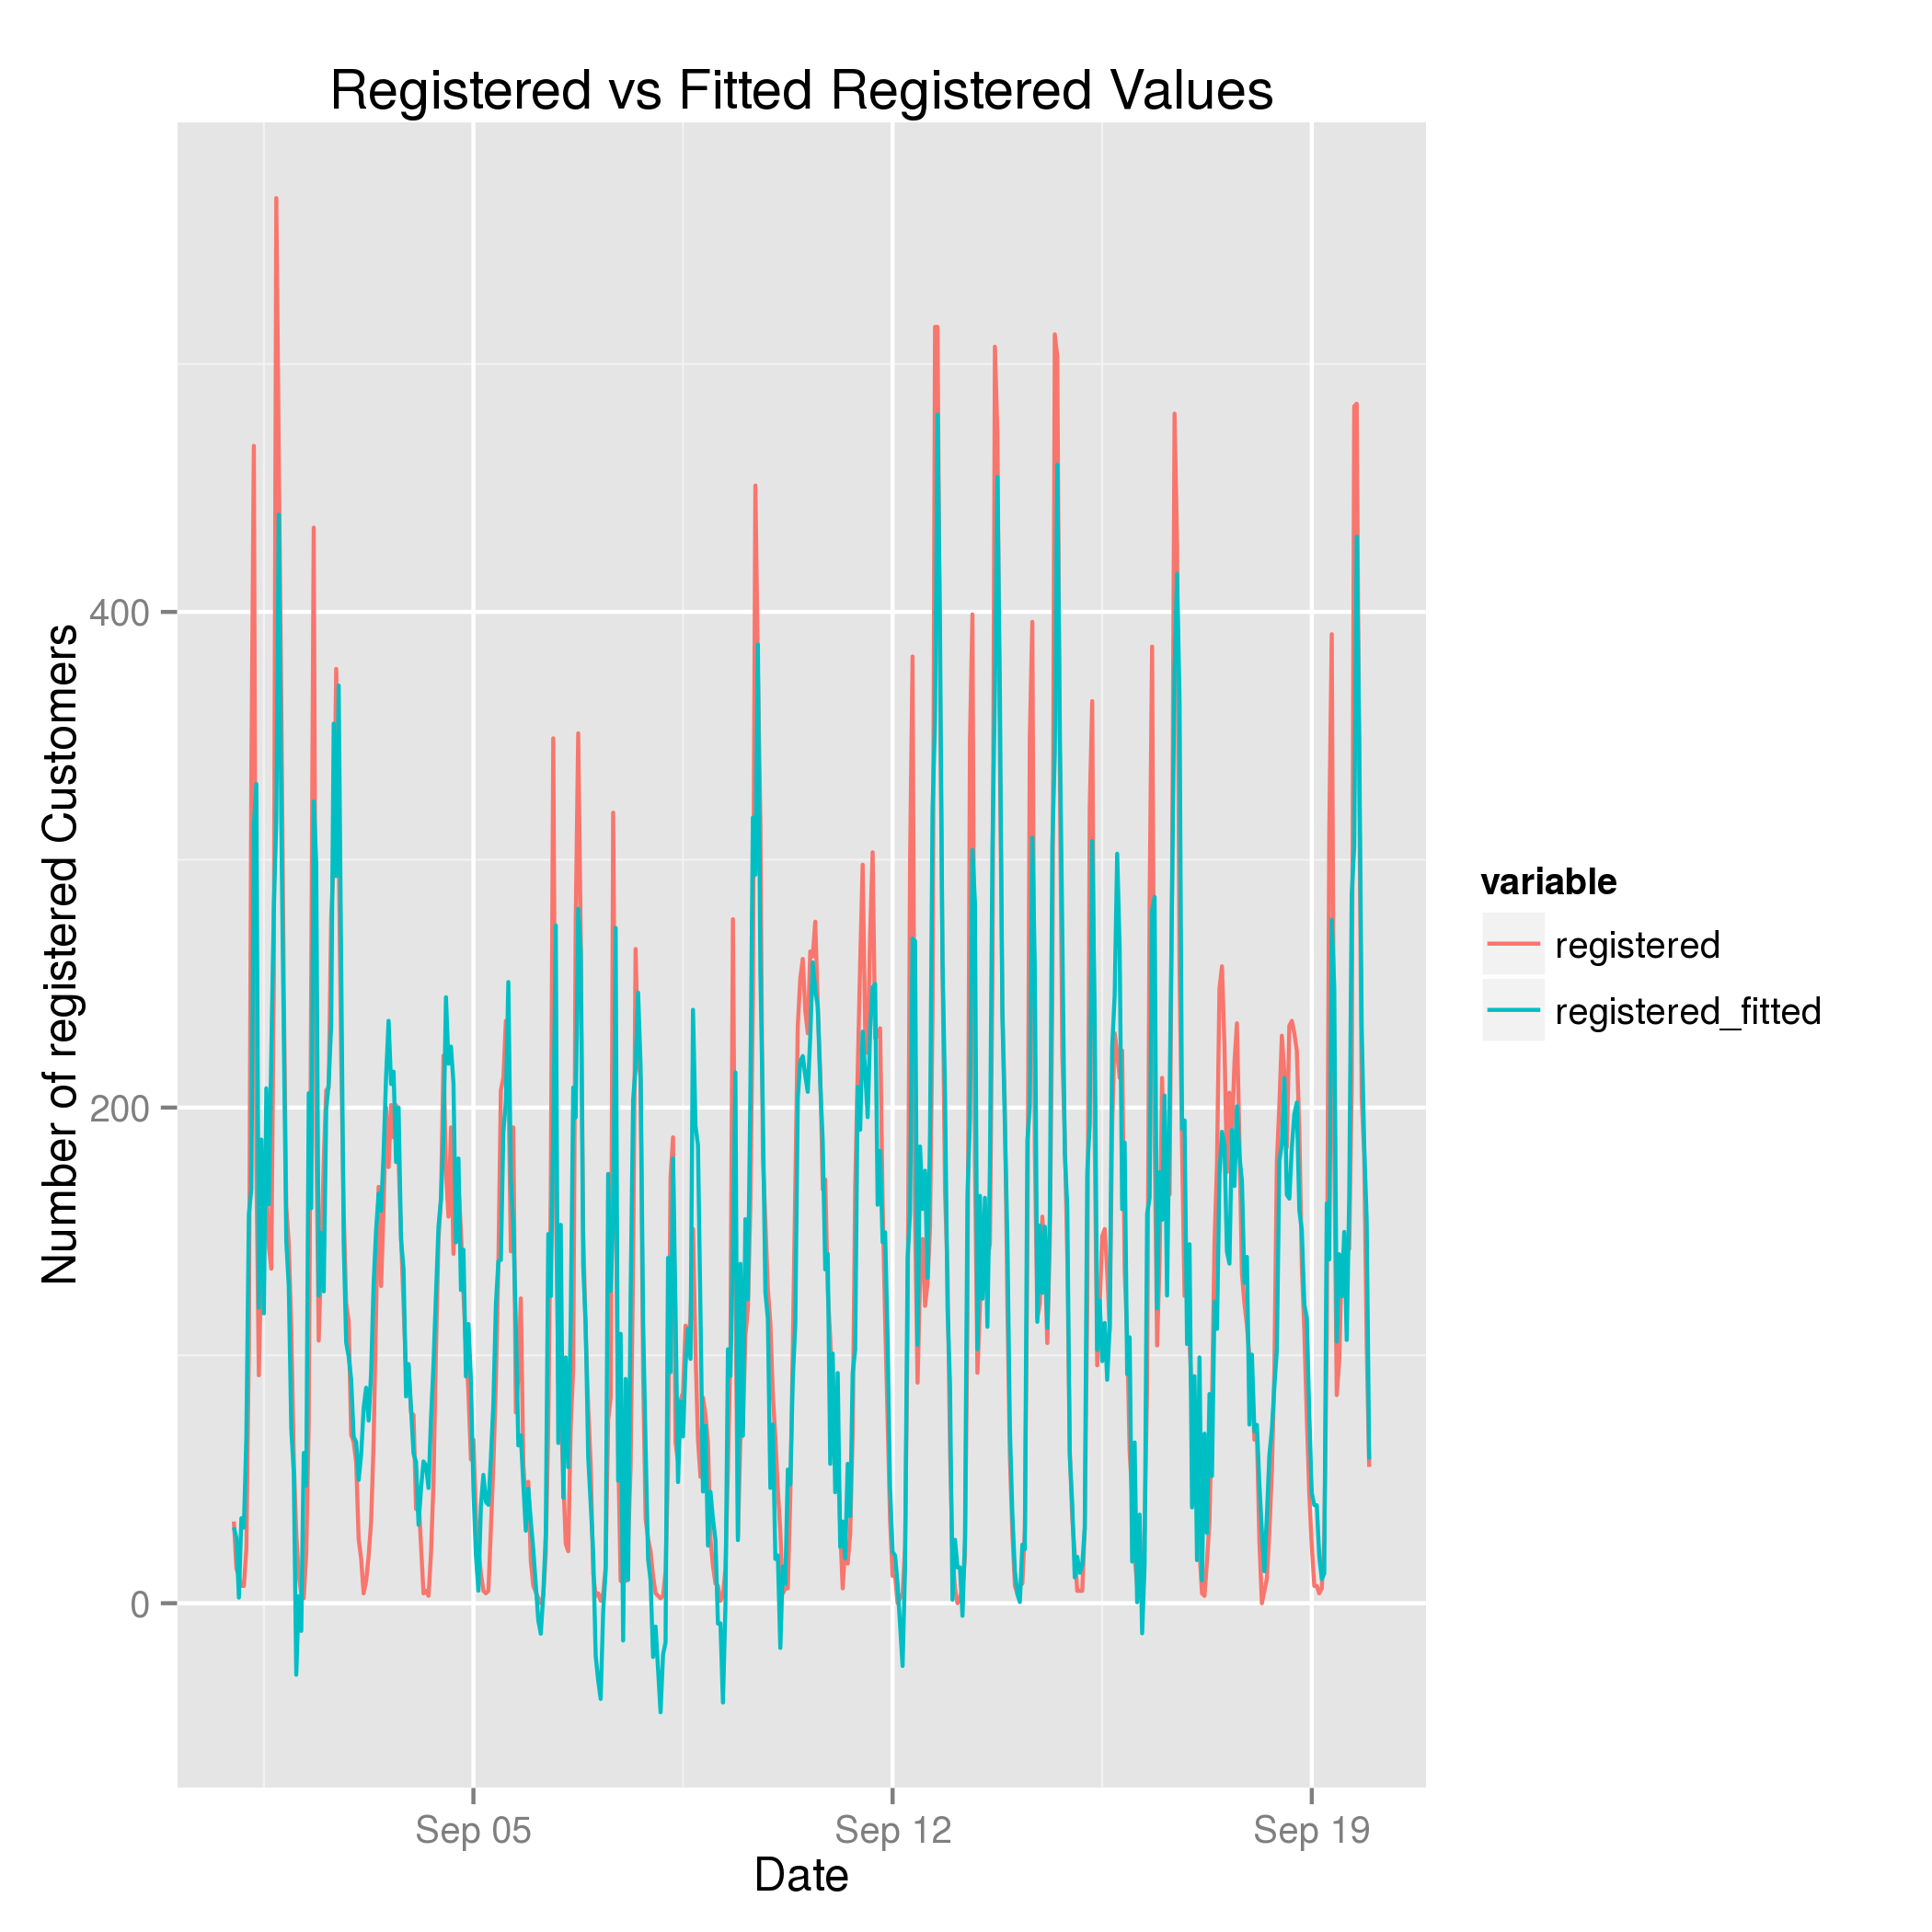 Registered vs Fitted Registered Values
Number of registered Customers
400
200
0
Sep 05
Sep 12
Sep 19
Date
variable
registered
registered_fitted